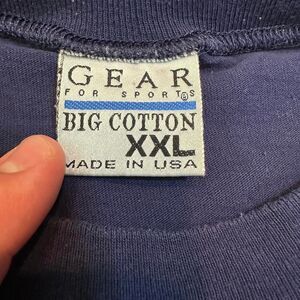 GEAR
FOR SPORTS®
BIG COTTON
XXL
MADE IN USA